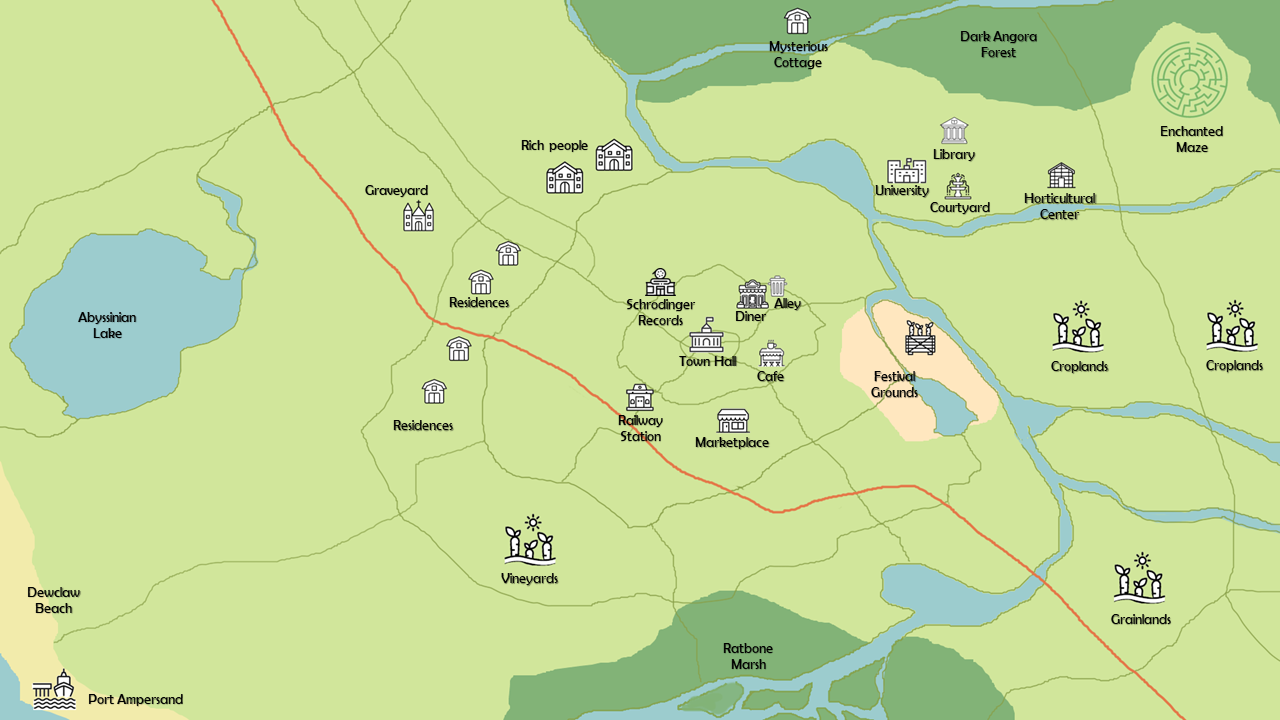 Mysterious
Cottage
Dark Angora
Forest
Enchanted
Maze
Rich people
Library
Graveyard
University
Courtyard
Horticultural
Center
Residences
Schrodinger
Records
Diner
Alley
Abyssinian
Lake
Town Hall
Cafe
Festival
Grounds
Croplands
Croplands
Residences
Railway
Station
Marketplace
Vineyards
Dewclaw
Beach
Grainlands
Ratbone
Marsh
Port Ampersand